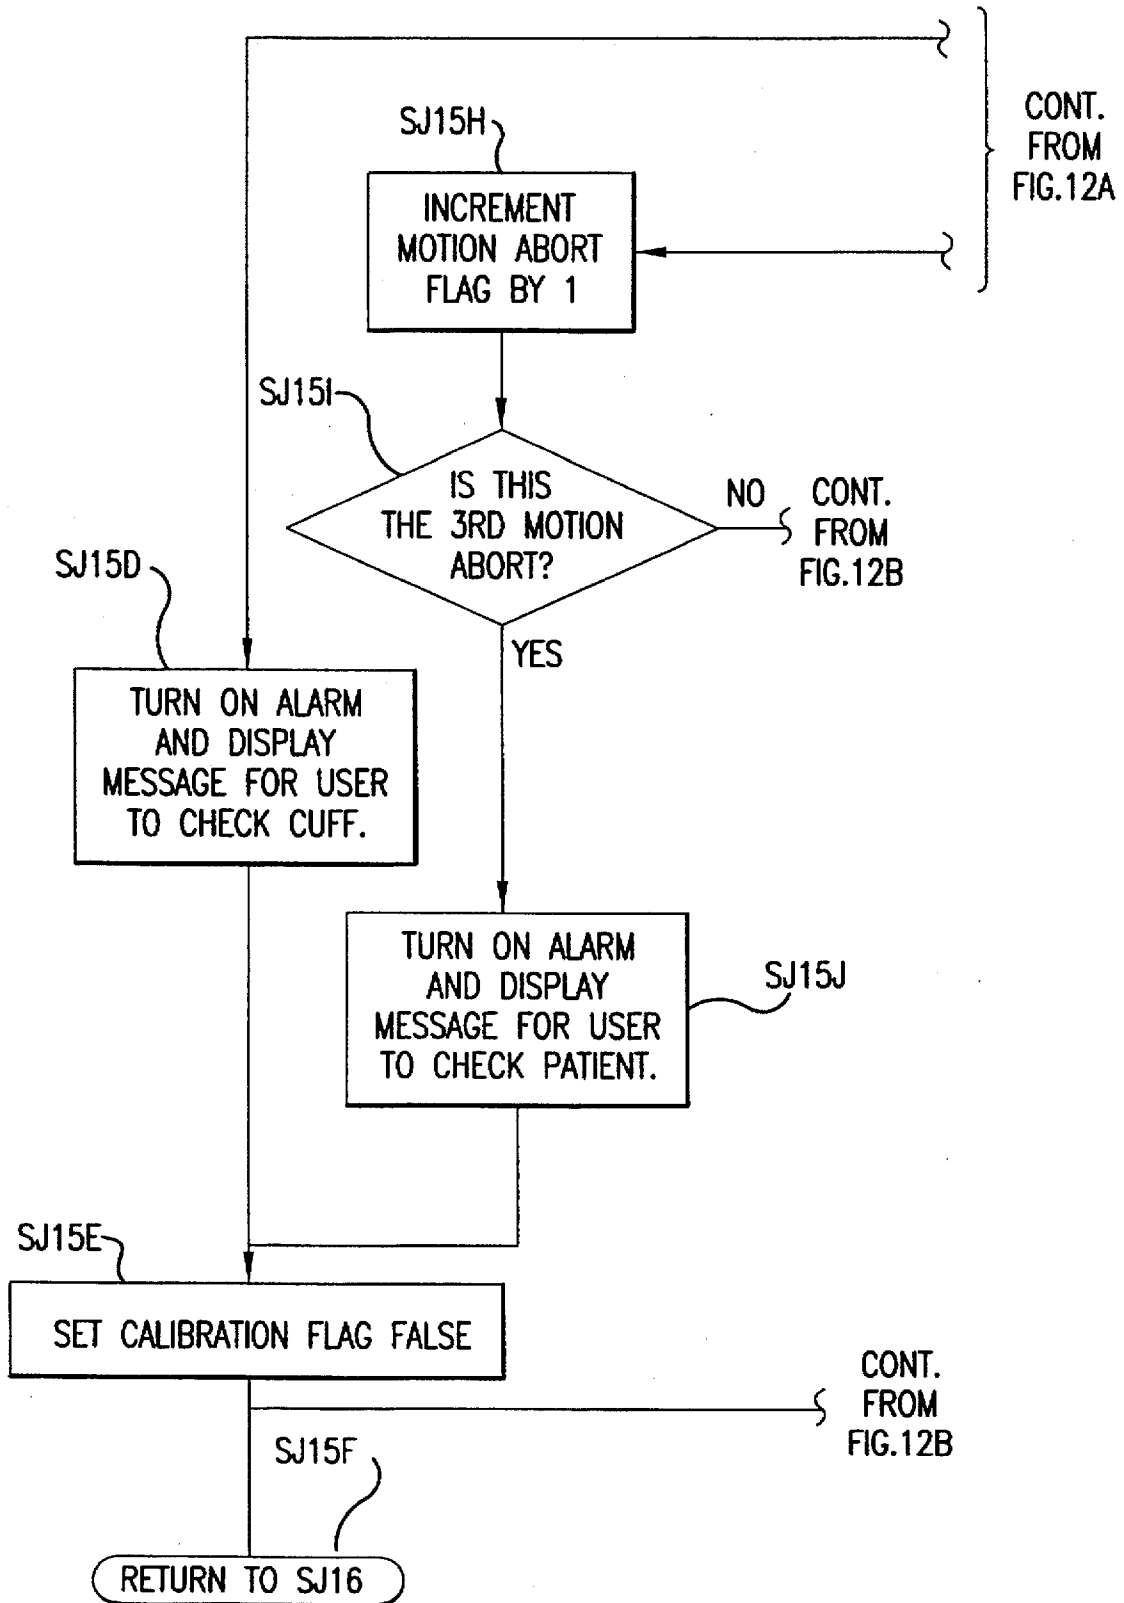 CONT.
FROM
FIG.12A
SJ15H
INCREMENT
MOTION ABORT
FLAG BY 1
SJ15I
IS THIS
THE 3RD MOTION
ABORT?
NO
CONT.
FROM
FIG.12B
YES
SJ15D
TURN ON ALARM
AND DISPLAY
MESSAGE FOR USER
TO CHECK CUFF.
TURN ON ALARM
AND DISPLAY
MESSAGE FOR USER
TO CHECK PATIENT.
SJ15J
SJ15E
SET CALIBRATION FLAG FALSE
CONT.
FROM
FIG.12B
SJ15F
RETURN TO SJ16